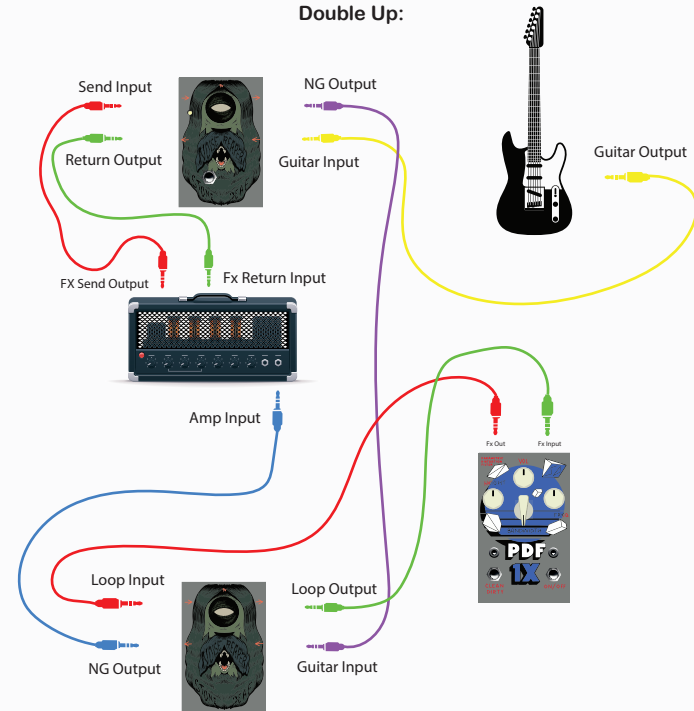 Double Up:
Send Input
NG Output
Return Output
Guitar Input
Guitar Output
FX Send Output
Fx Return Input
Amp Input
Fx Out
Fx Input
VOL
PDF
1X
Loop Input
Loop Output
NG Output
Guitar Input